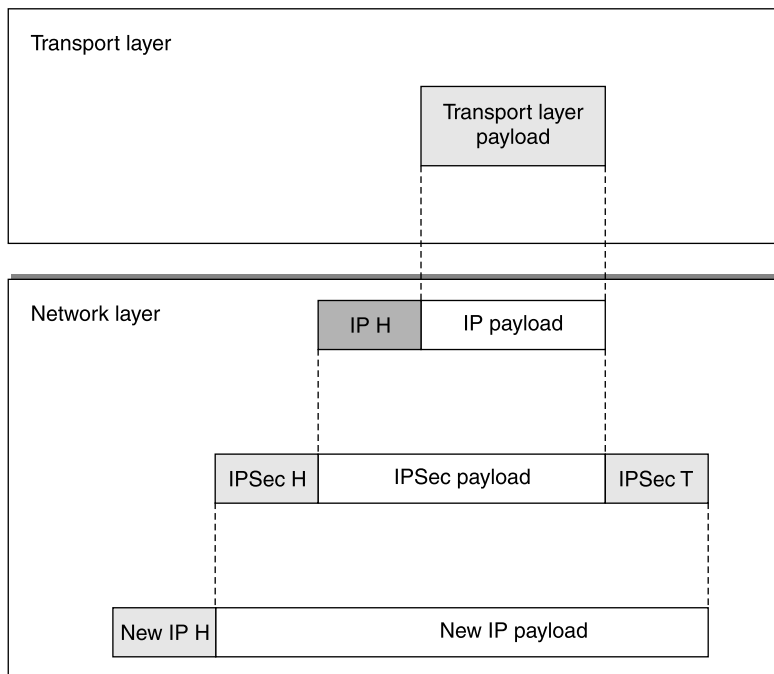 Transport layer
Transport layer
payload
Network layer
IP H
IP payload
IPSec H
IPSec payload
IPSec T
New IP H
New IP payload